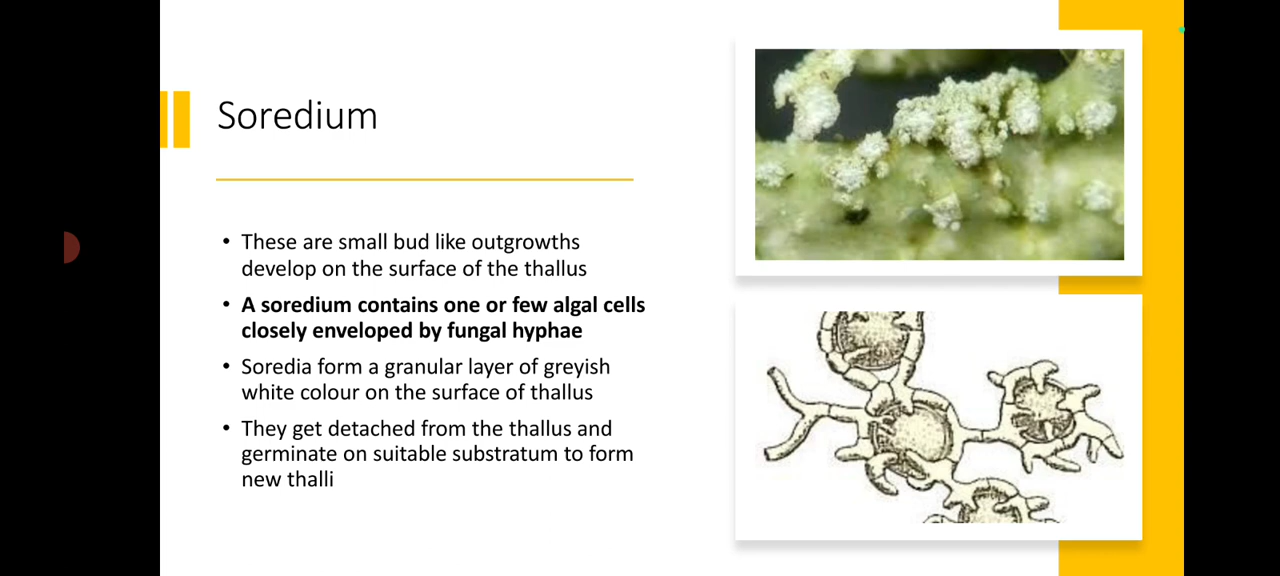 Soredium
• These are small bud like outgrowths
develop on the surface of the thallus
• A soredium contains one or few algal cells
closely enveloped by fungal hyphae
• Soredia form a granular layer of greyish
white colour on the surface of thallus
• They get detached from the thallus and
germinate on suitable substratum to form
new thalli